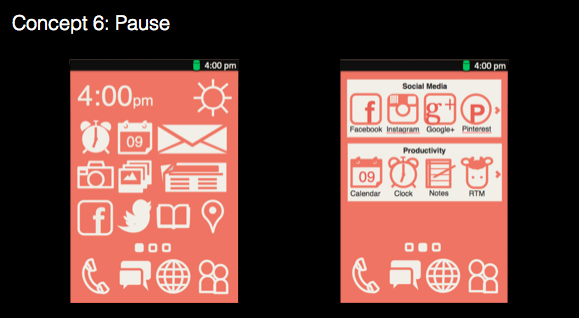 Concept 6: Pause
4:00 pm
4:00pm
09
f
4:00 pm
Social Media
f
g+
P
Facebook Instagram Google+ Pinterest
Productivity
09
Calendar Clock Notes RTM